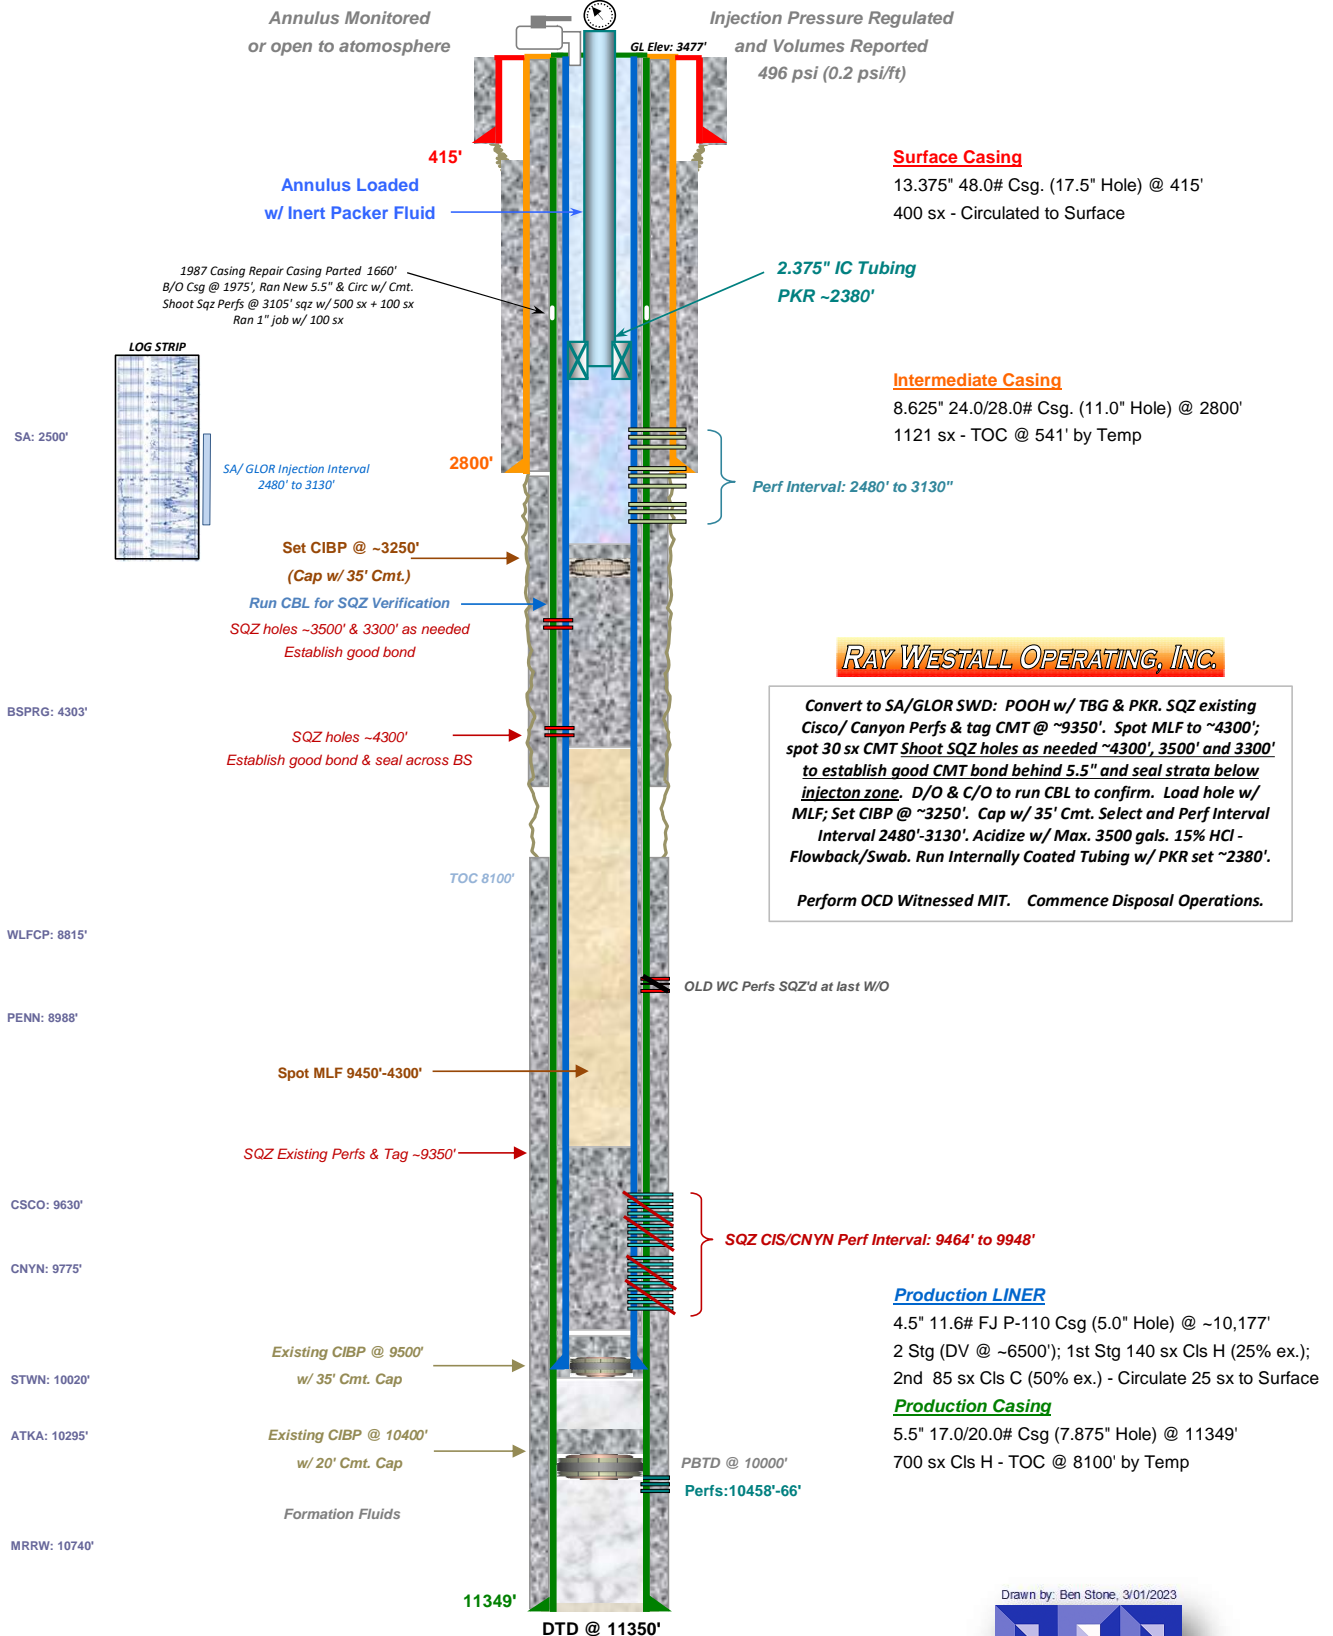 Annulus Monitored
or open to atomosphere
Injection Pressure Regulated
and Volumes Reported
496 psi (0.2 psi/ft)
GL Elev: 3477'
415'
Annulus Loaded
w/ Inert Packer Fluid
Surface Casing
13.375" 48.0# Csg. (17.5" Hole) @ 415'
400 sx - Circulated to Surface
1987 Casing Repair Casing Parted 1660'
B/O Csg @ 1975', Ran New 5.5" & Circ w/ Cmt.
Shoot Sqz Perfs @ 3105' sqz w/ 500 sx + 100 sx
Ran 1" job w/ 100 sx
2.375" IC Tubing
PKR ~2380'
LOG STRIP
Intermediate Casing
8.625" 24.0/28.0# Csg. (11.0" Hole) @ 2800'
1121 sx - TOC @ 541' by Temp
SA: 2500'
SA/ GLOR Injection Interval
2480' to 3130'
2800'
Perf Interval: 2480' to 3130"
Set CIBP @ ~3250'
(Cap w/ 35' Cmt.)
Run CBL for SQZ Verification
SQZ holes ~3500' & 3300' as needed
Establish good bond
RAY WESTALL OPERATING, INC.
Convert to SA/GLOR SWD: POOH w/ TBG & PKR. SQZ existing
Cisco/ Canyon Perfs & tag CMT @ ~9350'. Spot MLF to ~4300';
spot 30 sx CMT Shoot SQZ holes as needed ~4300', 3500' and 3300'
to establish good CMT bond behind 5.5" and seal strata below
injecton zone. D/O & C/O to run CBL to confirm. Load hole w/
MLF; Set CIBP @ ~3250'. Cap w/ 35' Cmt. Select and Perf Interval
Interval 2480'-3130'. Acidize w/ Max. 3500 gals. 15% HCl -
Flowback/Swab. Run Internally Coated Tubing w/ PKR set ~2380'.
Perform OCD Witnessed MIT. Commence Disposal Operations.
BSPRG: 4303'
SQZ holes ~4300'
Establish good bond & seal across BS
TOC 8100'
WLFCP: 8815'
OLD WC Perfs SQZ'd at last W/O
PENN: 8988'
Spot MLF 9450'-4300'
SQZ Existing Perfs & Tag ~9350'
CSCO: 9630'
SQZ CIS/CNYN Perf Interval: 9464' to 9948'
CNYN: 9775'
Production LINER
4.5" 11.6# FJ P-110 Csg (5.0" Hole) @ ~10,177'
2 Stg (DV @ ~6500'); 1st Stg 140 sx Cls H (25% ex.);
2nd 85 sx Cls C (50% ex.) - Circulate 25 sx to Surface
Production Casing
5.5" 17.0/20.0# Csg (7.875" Hole) @ 11349'
700 sx Cls H - TOC @ 8100' by Temp
Existing CIBP @ 9500'
w/ 35' Cmt. Cap
STWN: 10020'
ATKA: 10295'
Existing CIBP @ 10400'
w/ 20' Cmt. Cap
PBTD @ 10000'
Perfs:10458'-66'
Formation Fluids
MRRW: 10740'
11349'
DTD @ 11350'
Drawn by: Ben Stone, 3/01/2023